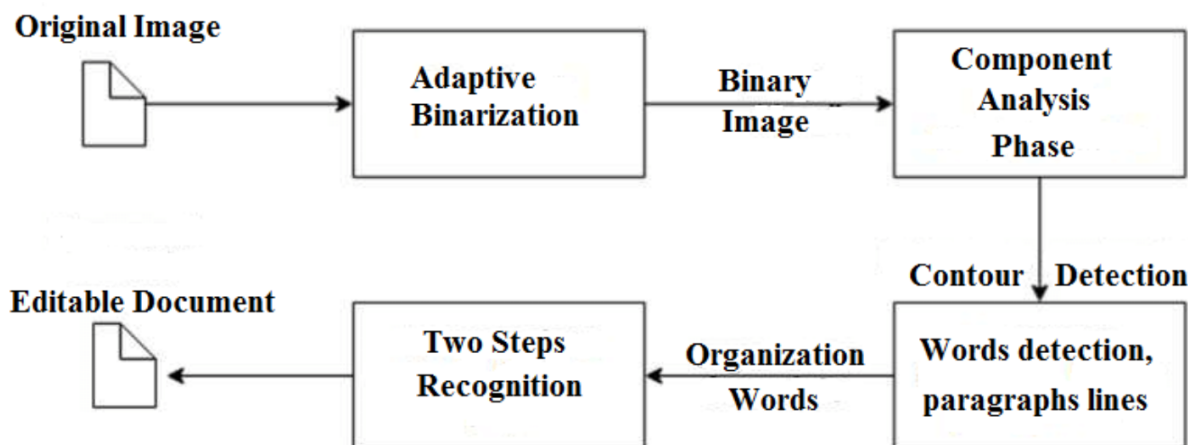 Original Image
Adaptive
Binarization
Binary
Image
Component
Analysis
Phase
Contour Detection
Words detection,
paragraphs lines
Organization
Words
Two Steps
Recognition
Editable Document